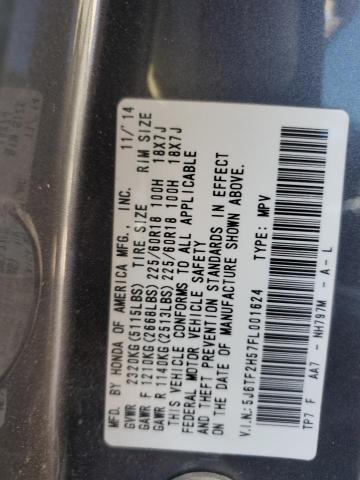 MFD. BY HONDA OF AMERICA MFG., INC. 11/'14
GVWR 2320KG(5115LBS) TIRE SIZE RIM SIZE
GAWR F 1210KG(2668LBS)225/60R18 100H 18X7J
GAWR R 1140KG(2513LBS)225/60R18 100H 18X7J
THIS VEHICLE CONFORMS TO ALL APPLICABLE
FEDERAL MOTOR VEHICLE SAFETY
AND THEFT PREVENTION STANDARDS IN EFFECT
ON DATE OF MANUFACTURE SHOWN ABOVE.
V.I.N.:5J6TF2H57FL001624 TYPE: MPV
TP7 F AA7 - NH797M - A - L